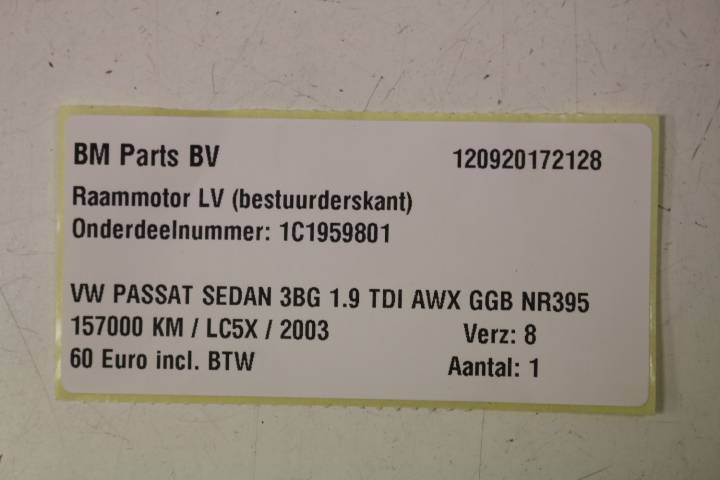 BM Parts BV 120920172128
Raammotor LV (bestuurderskant)
Onderdeelnummer: 1C1959801
VW PASSAT SEDAN 3BG 1.9 TDI AWX GGB NR395
157000 KM / LC5X / 2003 Verz: 8
60 Euro incl. BTW Aantal: 1